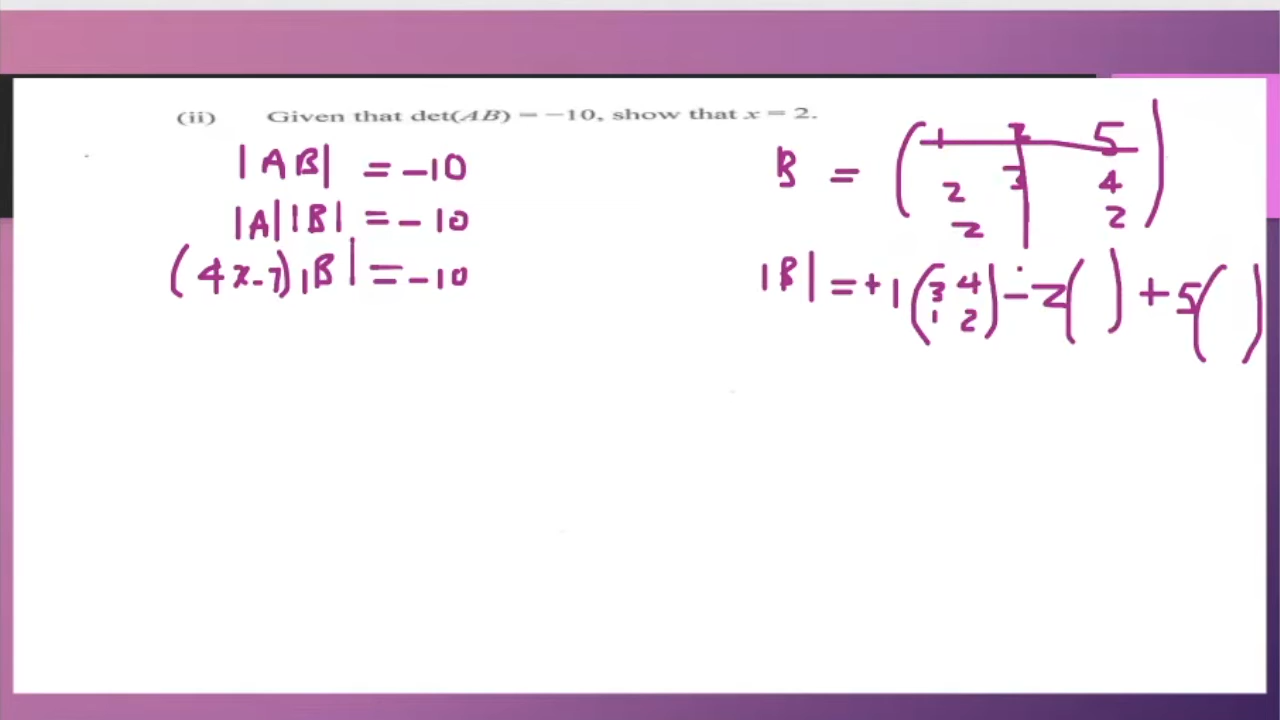 (ii) Given that det(AB) = −10, show that x = 2.
|AB| = -10
|A||B| = -10
(4x-7)|B| = -10
B = (1 2 5
2 3 4
2 2)
|B| = +1(3 4
1 2) - 2( ) + 5( )